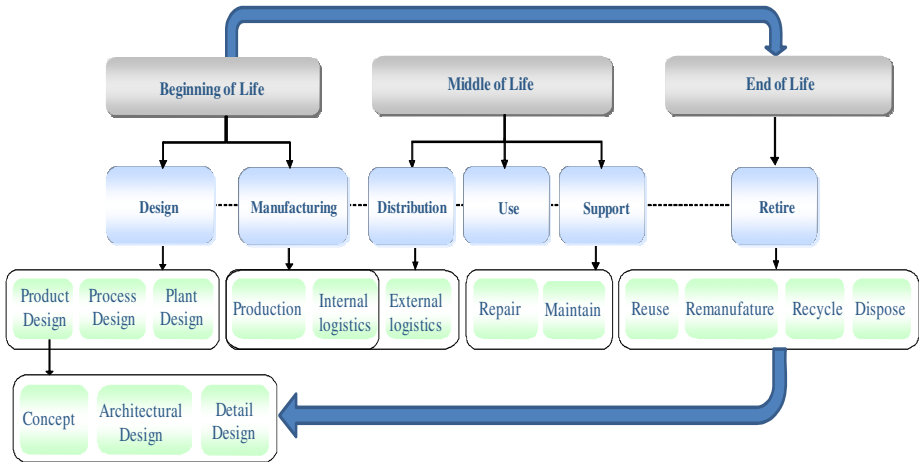 Beginning of Life
Middle of Life
End of Life
Design
Manufacturing
Distribution
Use
Support
Retire
Product
Design
Process
Design
Plant
Design
Production
Internal
logistics
External
logistics
Repair
Maintain
Reuse
Remanufature
Recycle
Dispose
Concept
Architectural
Design
Detail
Design